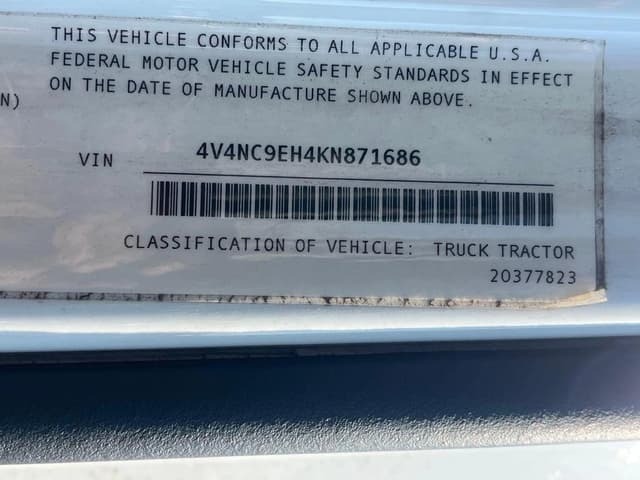 THIS VEHICLE CONFORMS TO ALL APPLICABLE U.S.A.
FEDERAL MOTOR VEHICLE SAFETY STANDARDS IN EFFECT
ON THE DATE OF MANUFACTURE SHOWN ABOVE.
N)
VIN 4V4NC9EH4KN871686
CLASSIFICATION OF VEHICLE: TRUCK TRACTOR
20377823